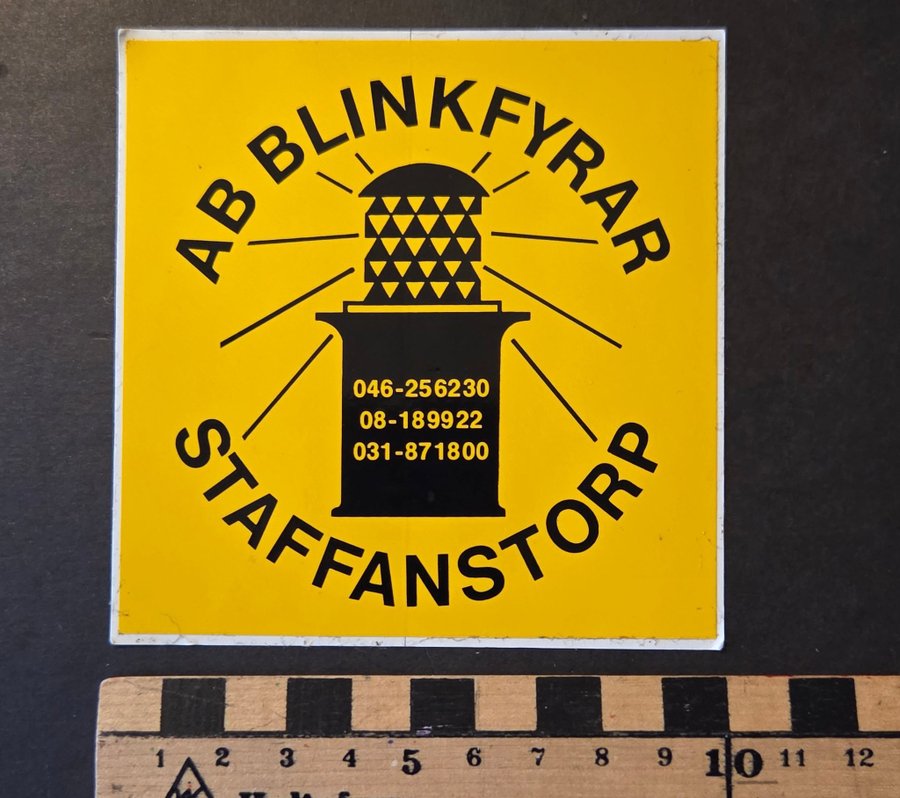 AB BLINKFYRAR
046-256230
08-189922
031-871800
STAFFANSTORP
1 2 3 4 5 6 7 8 9 10 11 12